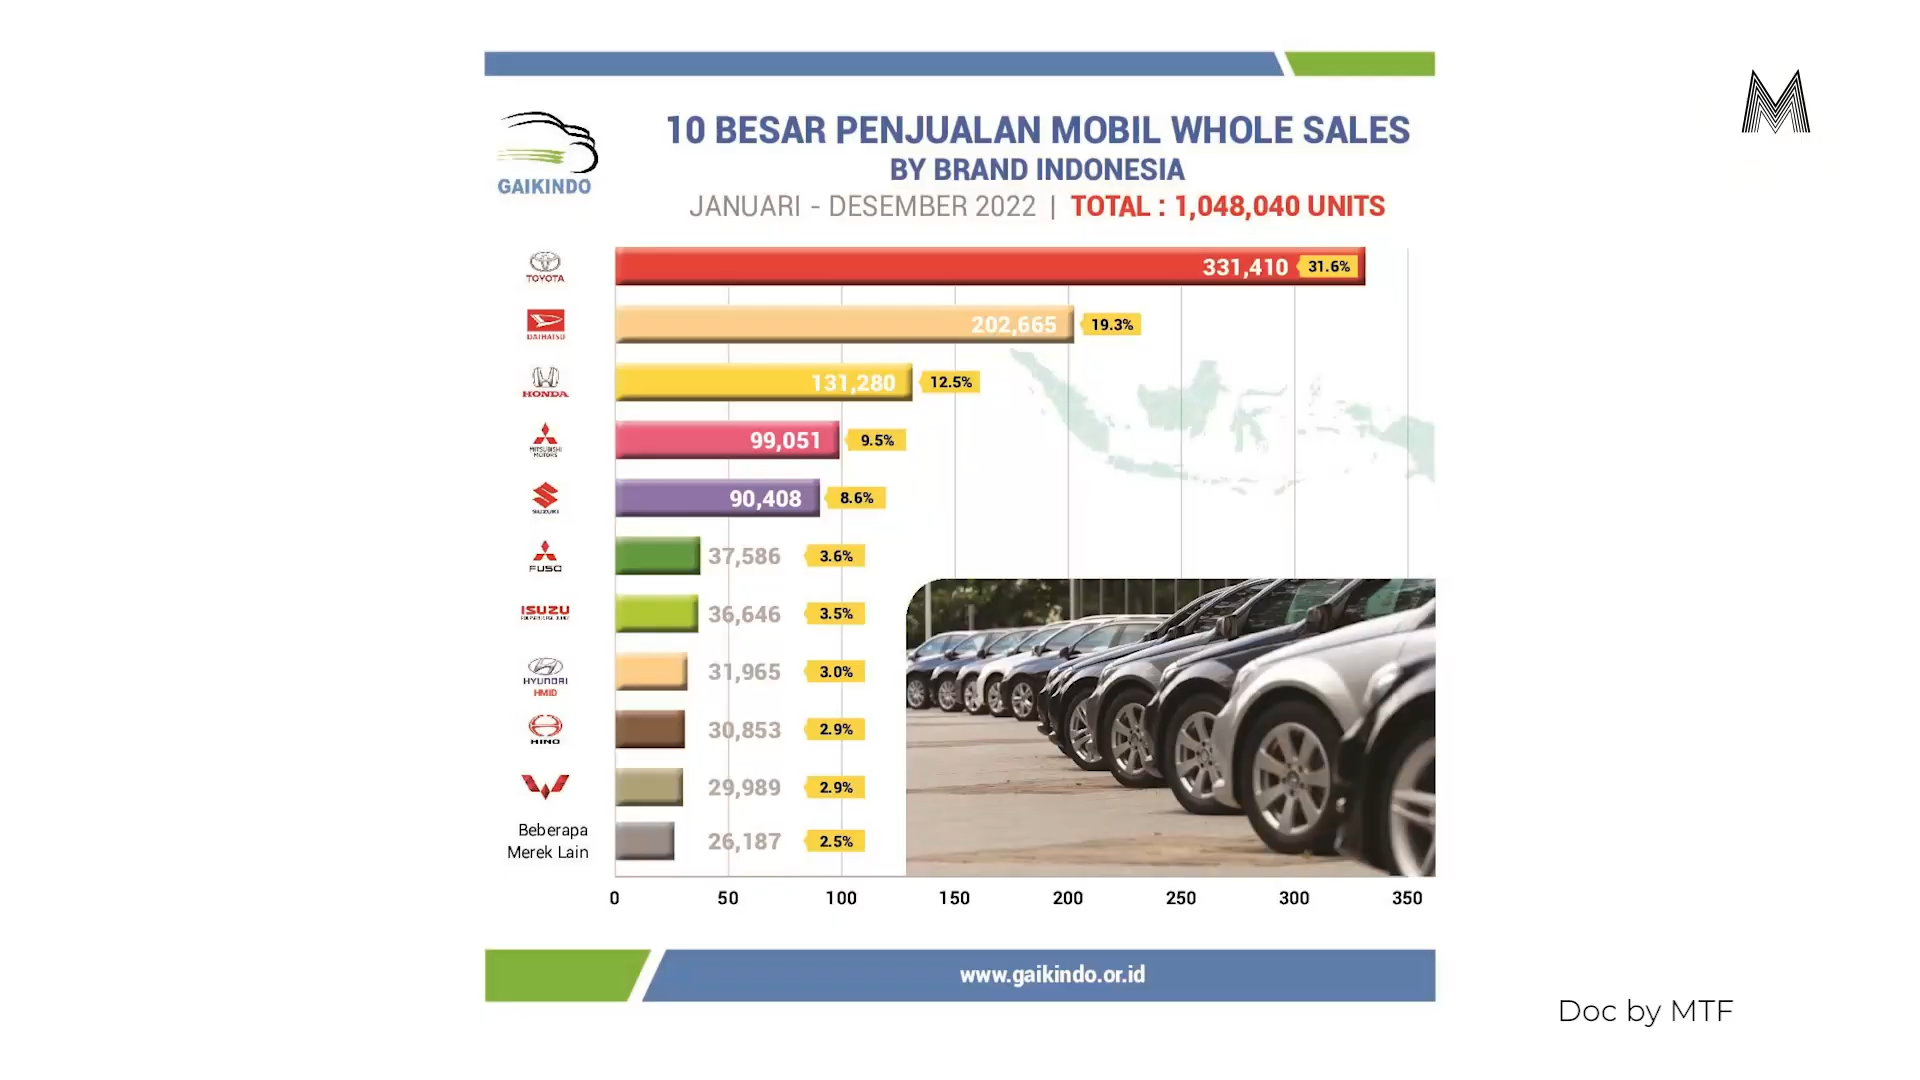 GAIKINDO
10 BESAR PENJUALAN MOBIL WHOLE SALES
BY BRAND INDONESIA
JANUARI - DESEMBER 2022 | TOTAL : 1,048,040 UNITS
TOYOTA
331,410 31.6%
DAIHATSU
202,665 19.3%
HONDA
131,280 12.5%
MITSUBISHI
MOTORS
99,051 9.5%
SUZUKI
90,408 8.6%
FUSO
37,586 3.6%
ISUZU
36,646 3.5%
HYUNDAI
HMID
31,965 3.0%
HINO
30,853 2.9%
29,989 2.9%
Beberapa
Merek Lain
26,187 2.5%
0 50 100 150 200 250 300 350
www.gaikindo.or.id
M
Doc by MTF